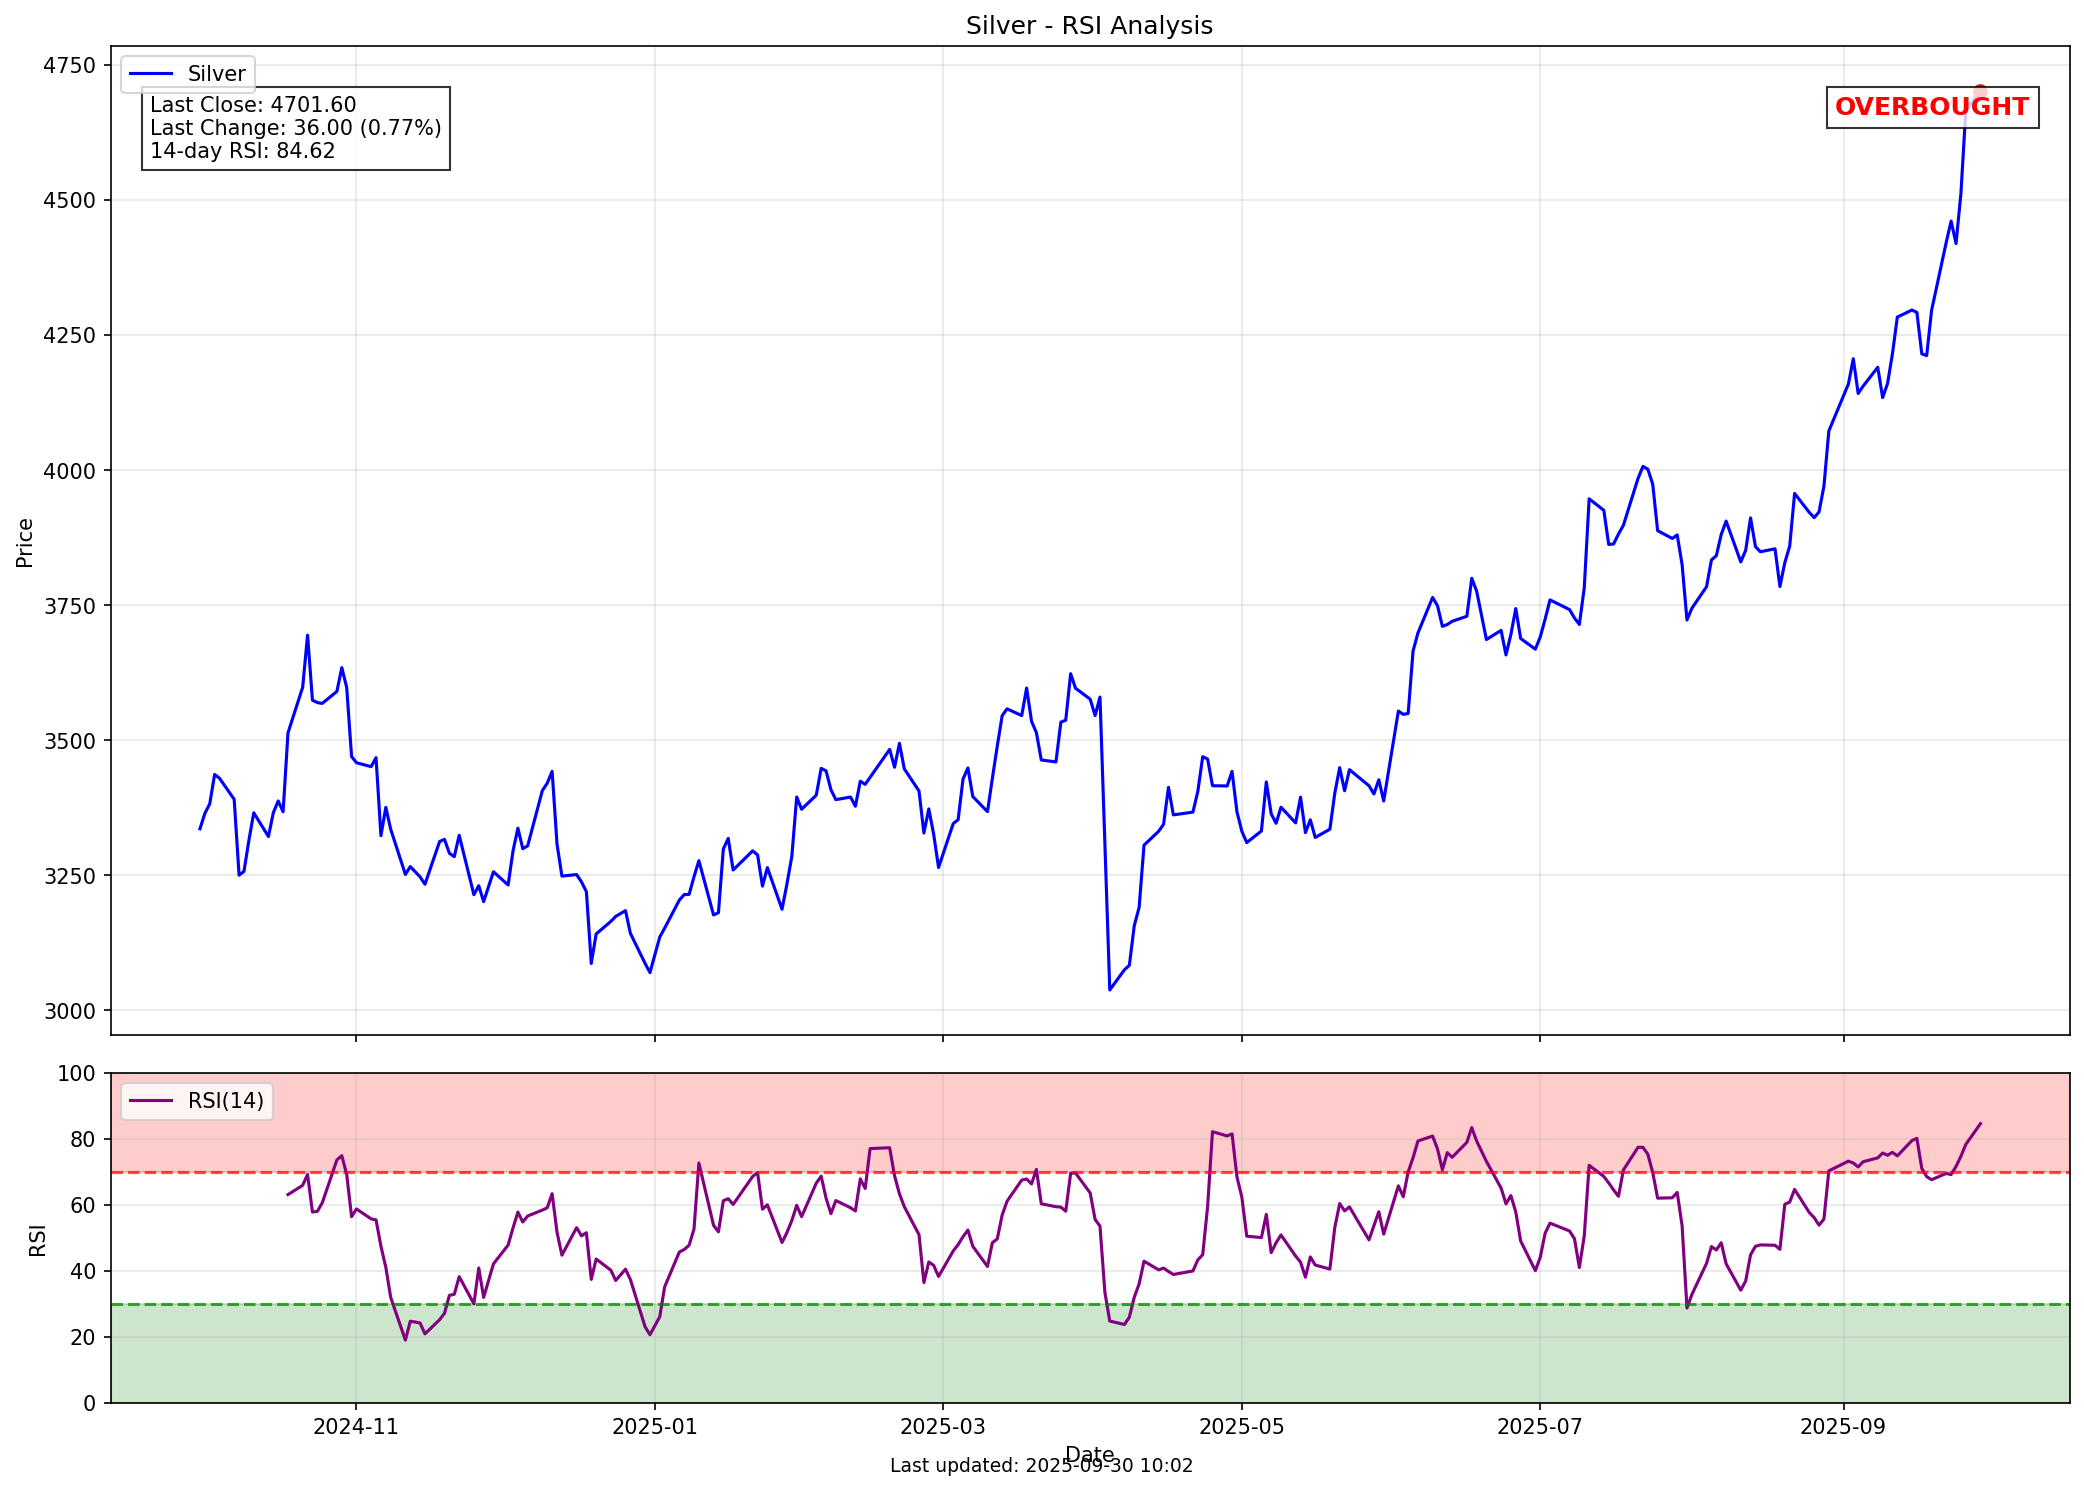 Silver - RSI Analysis
Silver
Last Close: 4701.60
Last Change: 36.00 (0.77%)
14-day RSI: 84.62
OVERBOUGHT
4750
4500
4250
4000
3750
3500
3250
3000
Price
RSI(14)
100
80
60
40
20
0
RSI
2024-11
2025-01
2025-03
2025-05
2025-07
2025-09
Date
Last updated: 2025-09-30 10:02